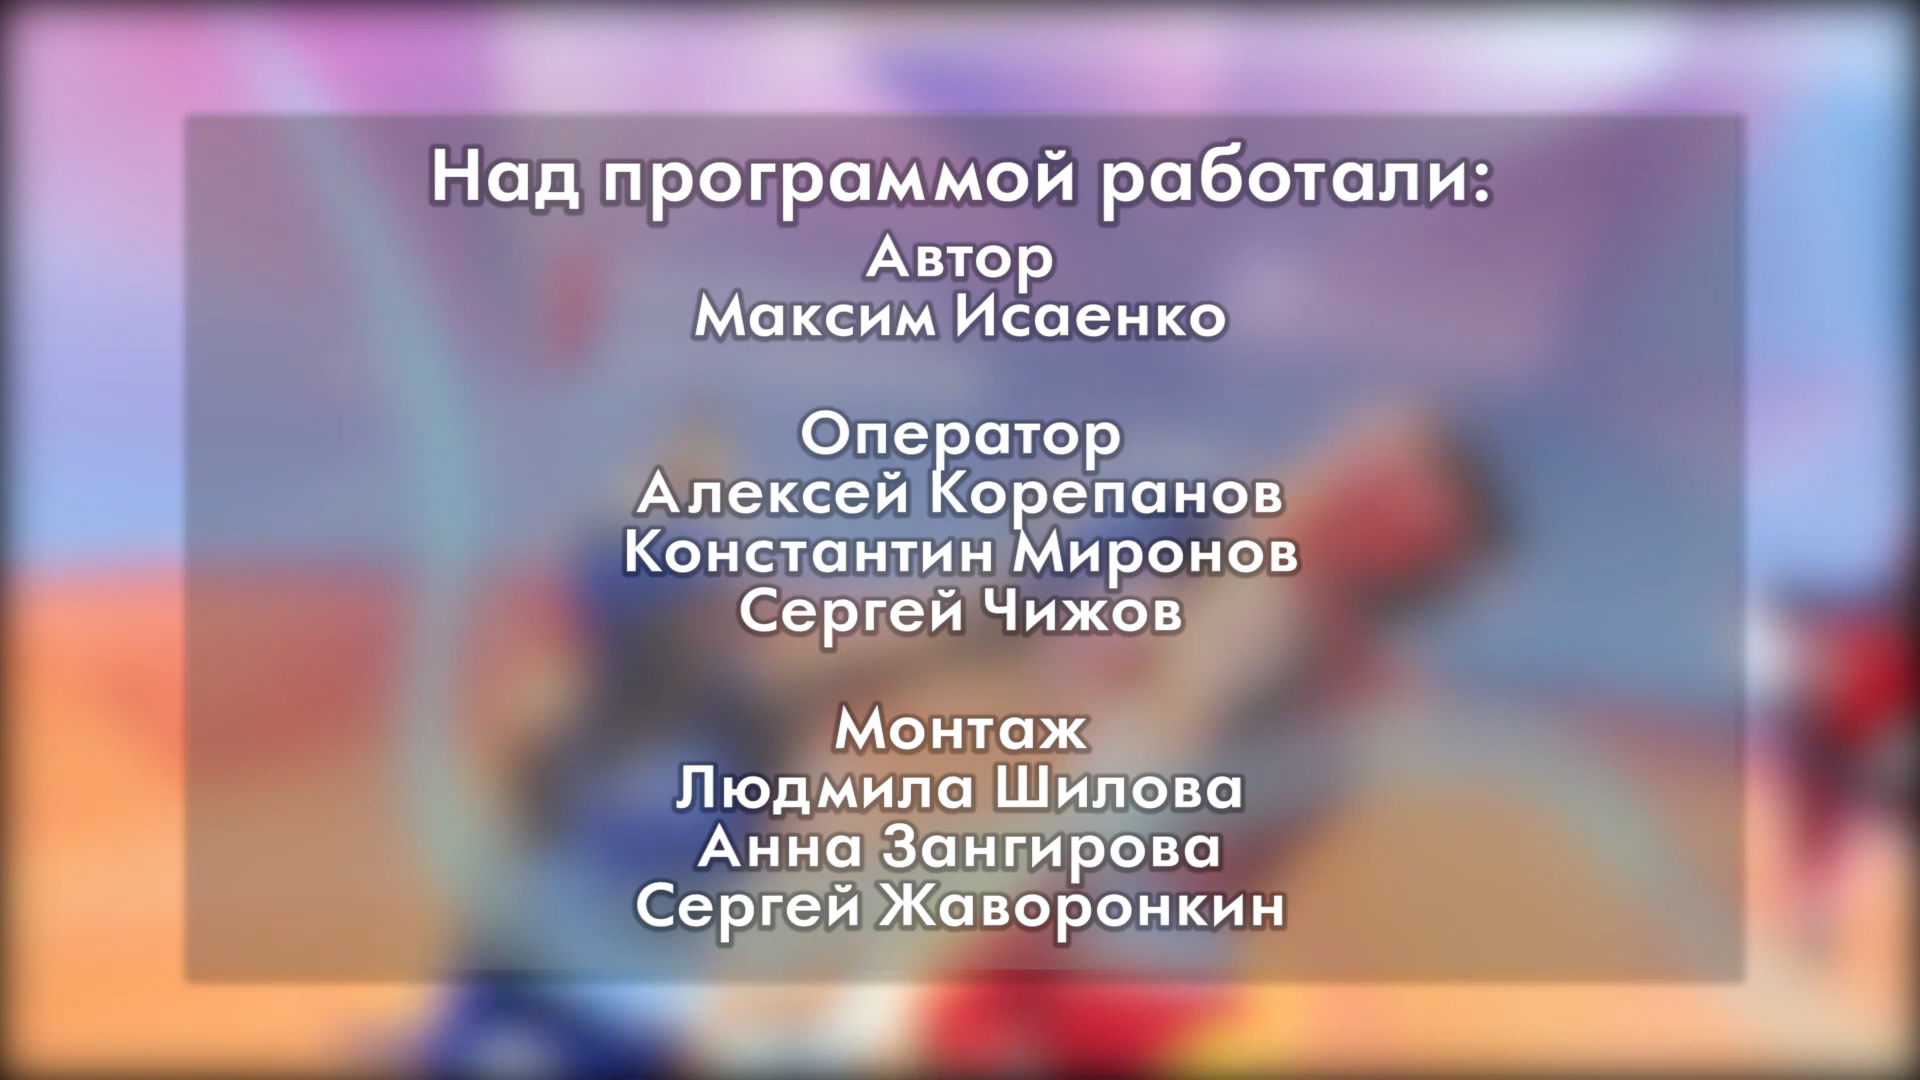 Над программой работали:
Автор
Максим Исаенко
Оператор
Алексей Корепанов
Константин Миронов
Сергей Чижов
Монтаж
Людмила Шилова
Анна Зангирова
Сергей Жаворонкин